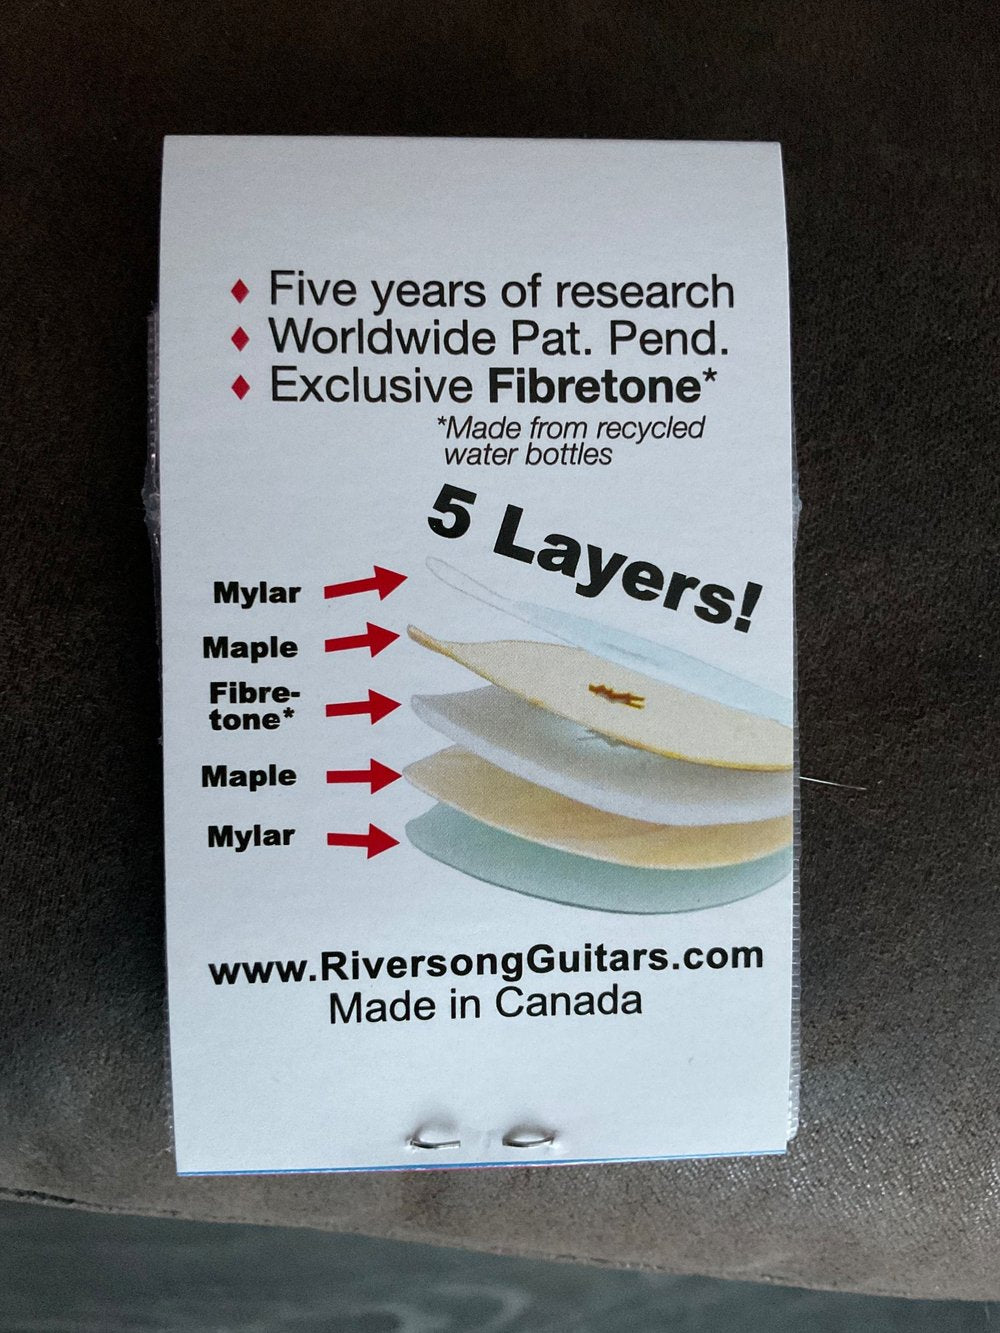 Five years of research
Worldwide Pat. Pend.
Exclusive Fibretone*
*Made from recycled
water bottles
5 Layers!
Mylar
Maple
Fibre-
tone*
Maple
Mylar
www.RiversongGuitars.com
Made in Canada